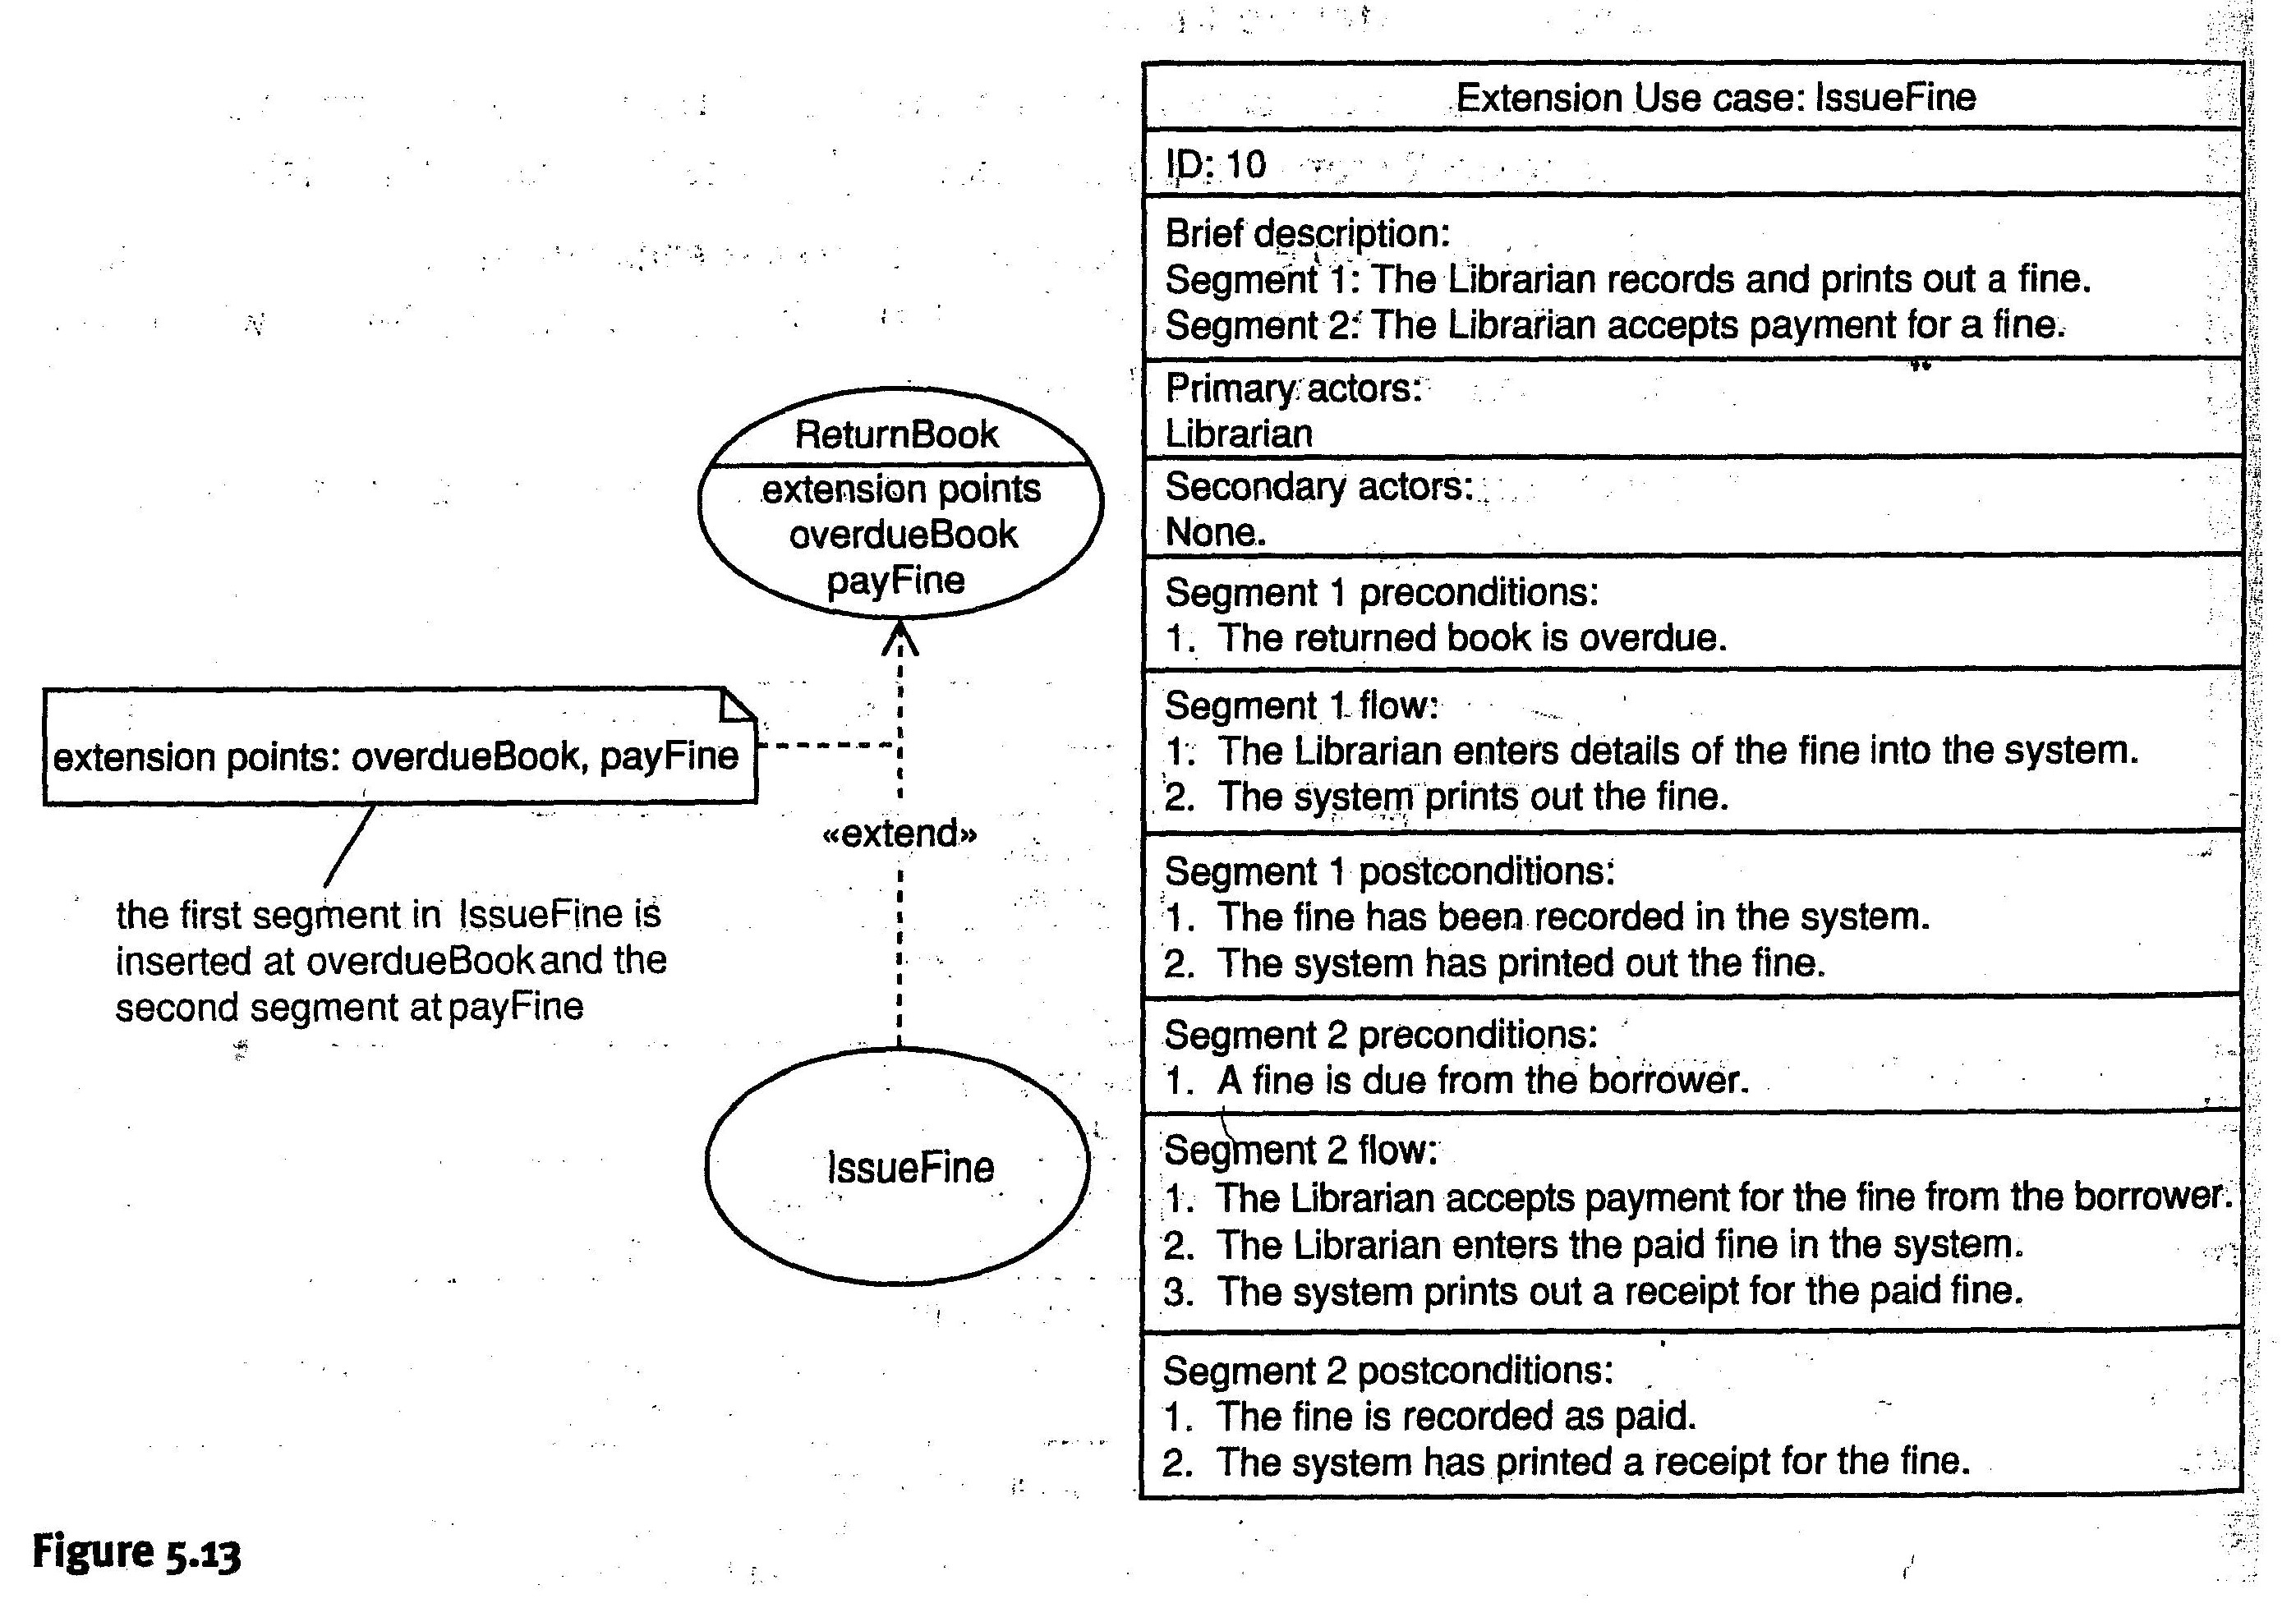 ReturnBook
extension points
overdueBook
payFine
extension points: overdueBook, payFine
«extend»
the first segment in IssueFine is
inserted at overdueBook and the
second segment at payFine
IssueFine
Extension Use case: IssueFine
ID: 10
Brief description:
Segment 1: The Librarian records and prints out a fine.
Segment 2: The Librarian accepts payment for a fine.
Primary actors:
Librarian
Secondary actors:
None.
Segment 1 preconditions:
1. The returned book is overdue.
Segment 1 flow:
1. The Librarian enters details of the fine into the system.
2. The system prints out the fine.
Segment 1 postconditions:
1. The fine has been recorded in the system.
2. The system has printed out the fine.
Segment 2 preconditions:
1. A fine is due from the borrower.
Segment 2 flow:
1. The Librarian accepts payment for the fine from the borrower.
2. The Librarian enters the paid fine in the system.
3. The system prints out a receipt for the paid fine.
Segment 2 postconditions:
1. The fine is recorded as paid.
2. The system has printed a receipt for the fine.
Figure 5.13